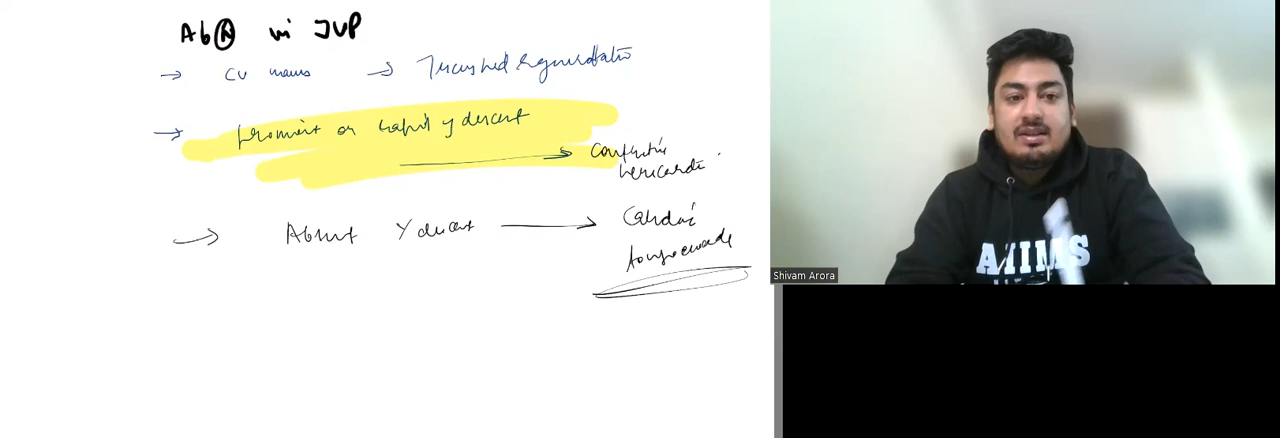 Ab(N) in JVP
→ CV waves → Tricuspid regurgitation
→ prominent or rapid y descent
→ Constrictive
Pericarditis
→ Absent Y descent → Cardiac
tamponade
AIIMS
Shivam Arora